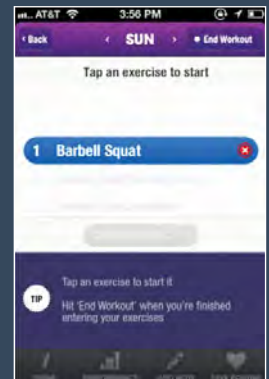 AT&T 3:56 PM
Back SUN End Workout
Tap an exercise to start
1 Barbell Squat
TIP
Tap an exercise to start it
Hit 'End Workout' when you're finished
entering your exercises